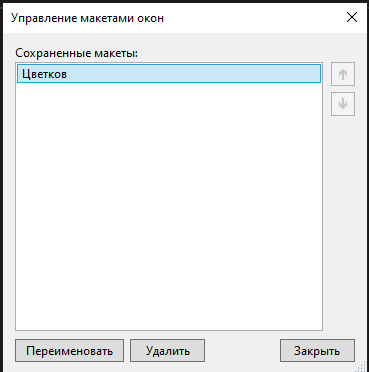 Управление макетами окон
Сохраненные макеты:
Цветков
Переименовать
Удалить
Закрыть